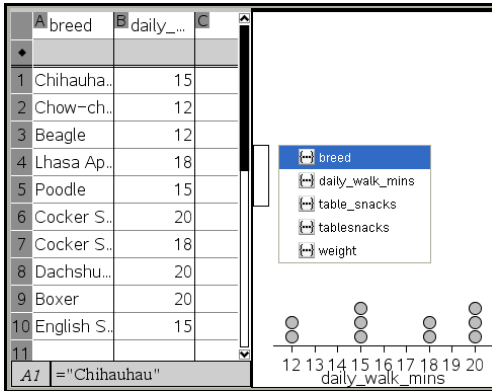 A breed B daily_... C
◆
1 Chihauha.. 15
2 Chow-ch.. 12
3 Beagle 12
4 Lhasa Ap.. 18
5 Poodle 15
6 Cocker S.. 20
7 Cocker S.. 18
8 Dachshu... 20
9 Boxer 20
10 English S.. 15
11
A1 ="Chihauhau"
breed
daily_walk_mins
table_snacks
tablesnacks
weight
12 13 14 15 16 17 18 19 20
daily_walk_mins